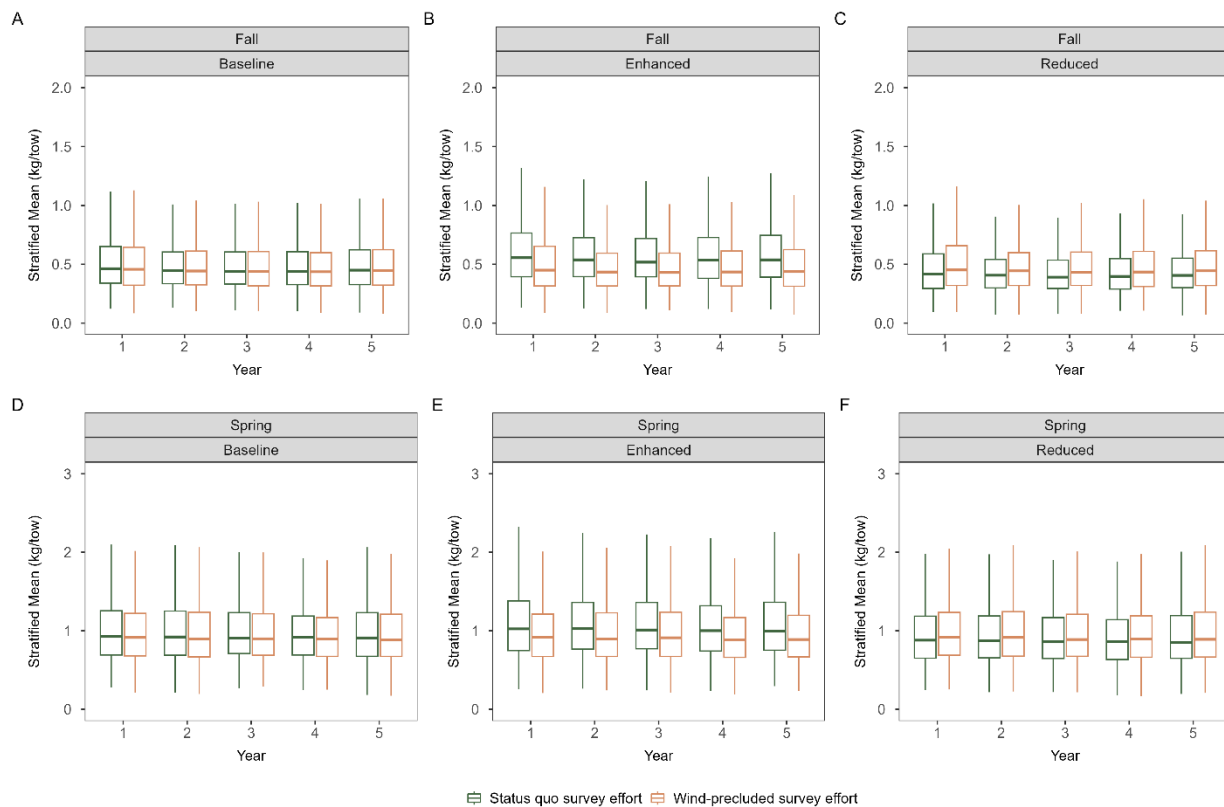 A
Fall
Baseline
Stratified Mean (kg/tow)
2.0
1.5
1.0
0.5
0.0
1 2 3 4 5
Year
B
Fall
Enhanced
Stratified Mean (kg/tow)
2.0
1.5
1.0
0.5
0.0
1 2 3 4 5
Year
C
Fall
Reduced
Stratified Mean (kg/tow)
2.0
1.5
1.0
0.5
0.0
1 2 3 4 5
Year
D
Spring
Baseline
Stratified Mean (kg/tow)
3
2
1
0
1 2 3 4 5
Year
E
Spring
Enhanced
Stratified Mean (kg/tow)
3
2
1
0
1 2 3 4 5
Year
F
Spring
Reduced
Stratified Mean (kg/tow)
3
2
1
0
1 2 3 4 5
Year
Status quo survey effort Wind-precluded survey effort